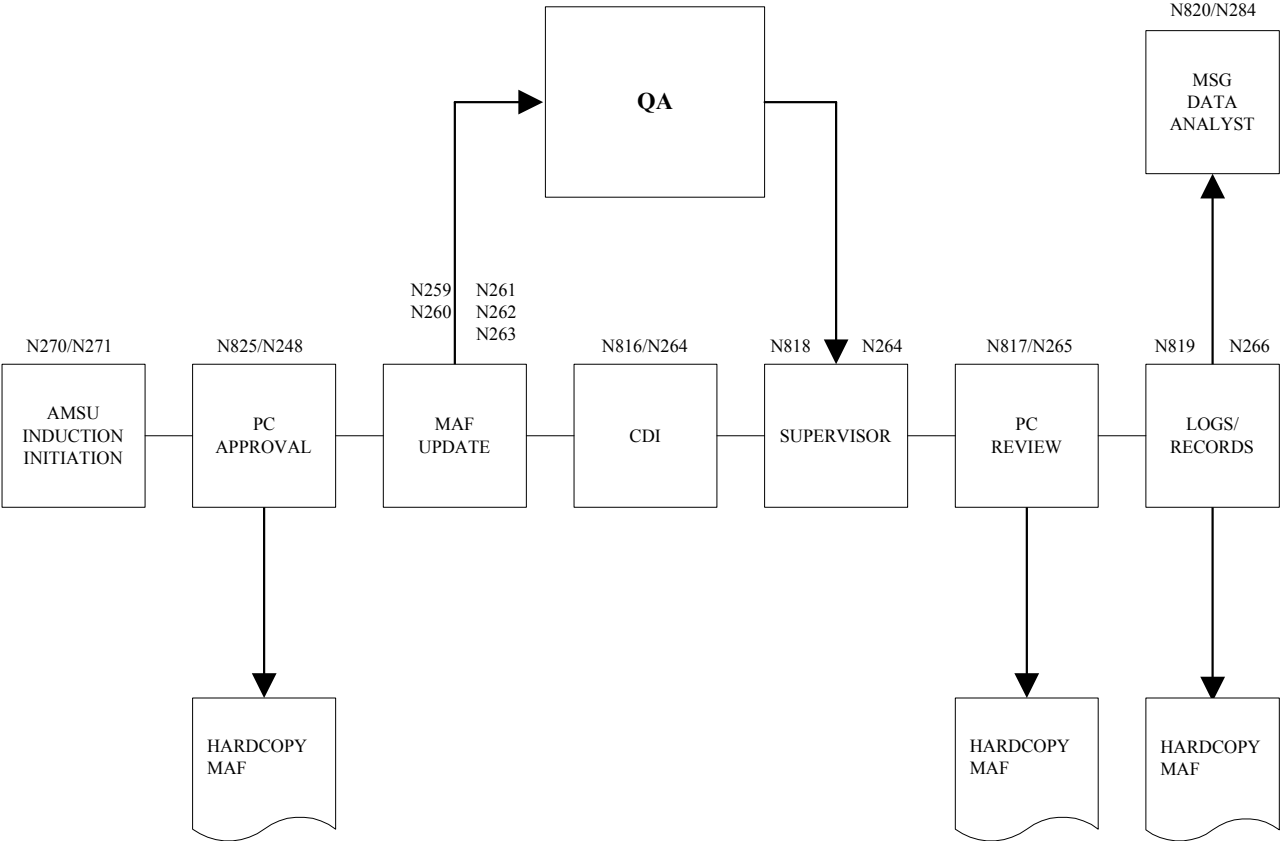 N820/N284
MSG
DATA
ANALYST
QA
N259
N260
N261
N262
N263
N270/N271
N825/N248
N816/N264
N818
N264
N817/N265
N819
N266
AMSU
INDUCTION
INITIATION
PC
APPROVAL
MAF
UPDATE
CDI
SUPERVISOR
PC
REVIEW
LOGS/
RECORDS
HARDCOPY
MAF
HARDCOPY
MAF
HARDCOPY
MAF